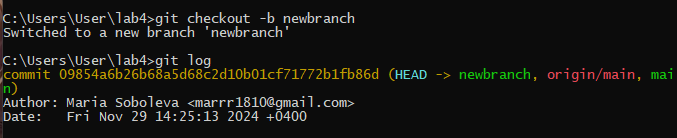 C:\Users\User\lab4>git checkout -b newbranch
Switched to a new branch 'newbranch'
C:\Users\User\lab4>git log
commit 09854a6b26b68a5d68c2d10b01cf71772b1fb86d (HEAD -> newbranch, origin/main, mai
n)
Author: Maria Soboleva <marrr1810@gmail.com>
Date:   Fri Nov 29 14:25:13 2024 +0400